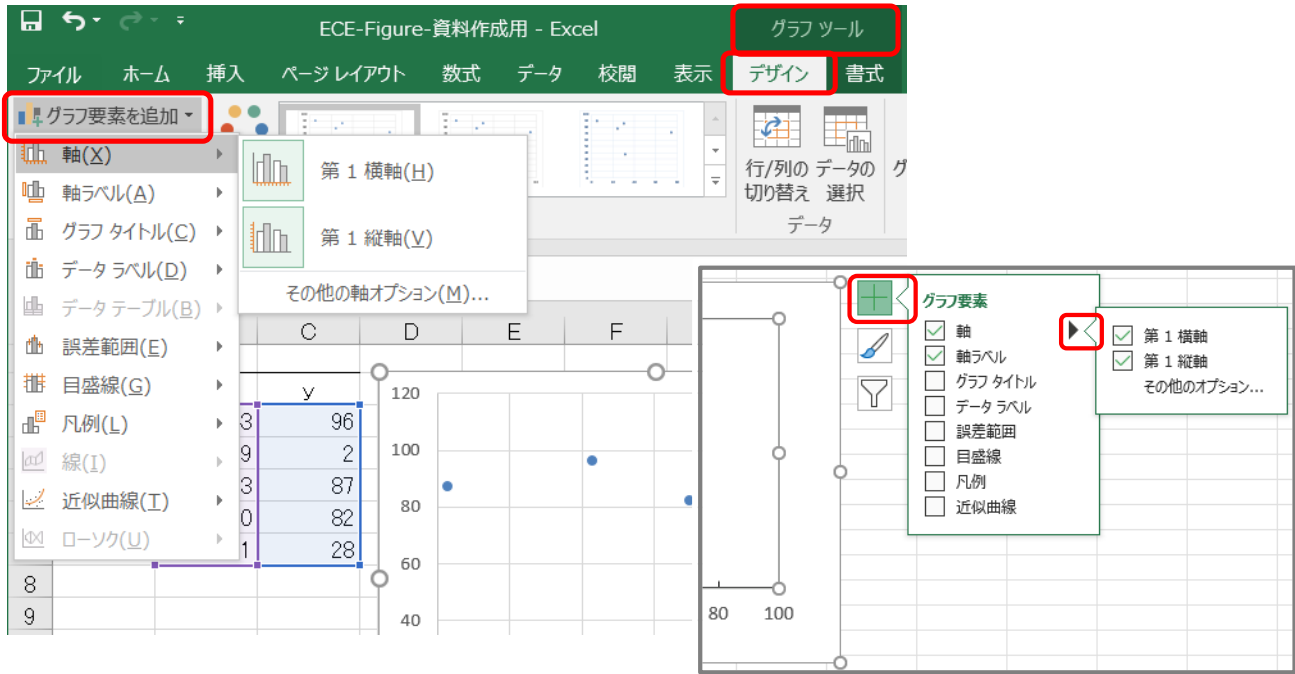 ECE-Figure-資料作成用 - Excel
グラフ ツール
ファイル ホーム 挿入 ページ レイアウト 数式 データ 校閲 表示 デザイン 書式
グラフ要素を追加
行/列の 切り替え
データの 選択
グ
データ
軸(X)
軸ラベル(A)
グラフ タイトル(C)
データ ラベル(D)
データ テーブル(B)
誤差範囲(E)
目盛線(G)
凡例(L)
線(I)
近似曲線(T)
ローソク(U)
第 1 横軸(H)
第 1 縦軸(V)
その他の軸オプション(M)...
C D E F
y
3 96
9 2
3 87
0 82
1 28
8
9
120
100
80
60
40
グラフ要素
軸
軸ラベル
グラフ タイトル
データ ラベル
誤差範囲
目盛線
凡例
近似曲線
第 1 横軸
第 1 縦軸
その他のオプション...
80 100